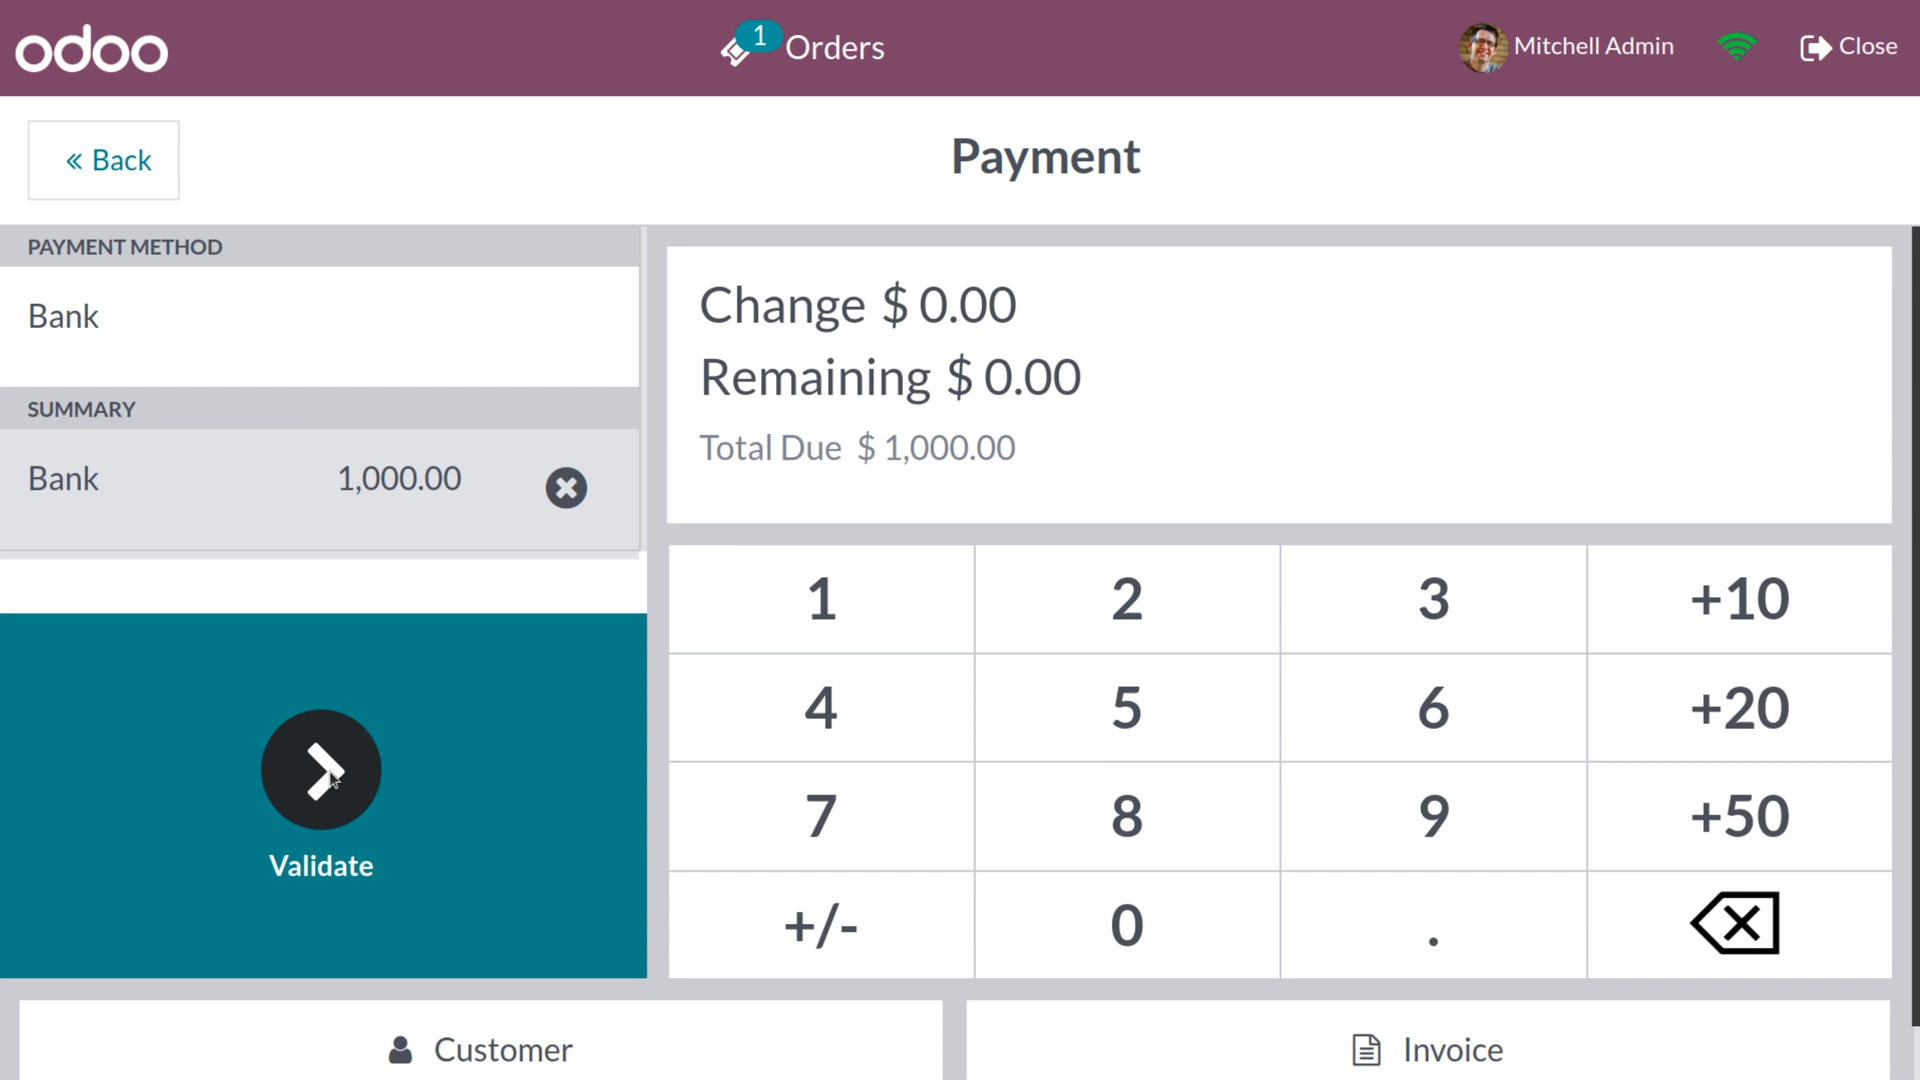 odoo
1
Orders
Mitchell Admin
Close
« Back
Payment
PAYMENT METHOD
Bank
SUMMARY
Bank 1,000.00
Validate
Change $ 0.00
Remaining $ 0.00
Total Due $ 1,000.00
1 2 3 +10
4 5 6 +20
7 8 9 +50
+/- 0 .
Customer
Invoice